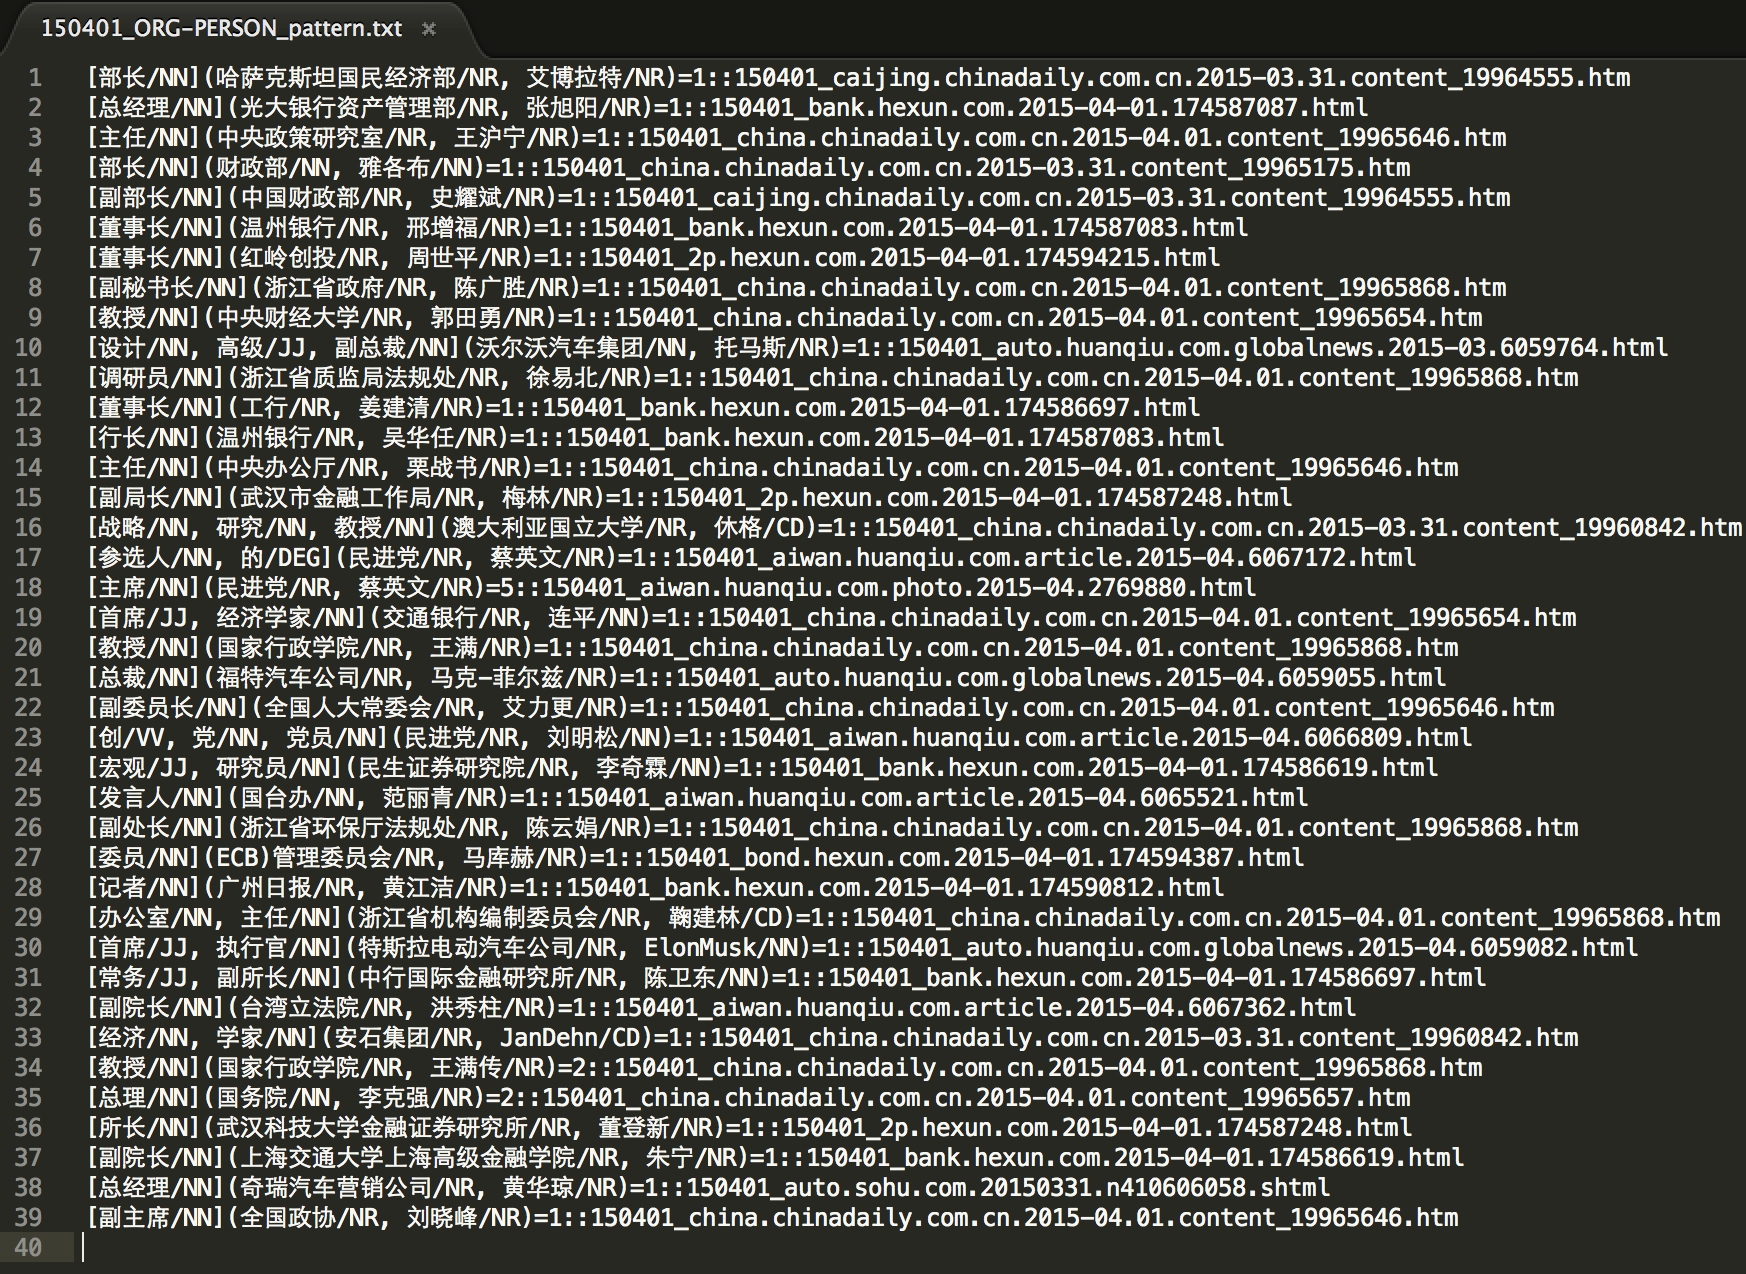 150401_ORG-PERSON_pattern.txt ×
1 [部长/NN](哈萨克斯坦国民经济部/NR, 艾博拉特/NR)=1::150401_caijing.chinadaily.com.cn.2015-03.31.content_19964555.htm
2 [总经理/NN](光大银行资产管理部/NR, 张旭阳/NR)=1::150401_bank.hexun.com.2015-04-01.174587087.html
3 [主任/NN](中央政策研究室/NR, 王沪宁/NR)=1::150401_china.chinadaily.com.cn.2015-04.01.content_19965646.htm
4 [部长/NN](财政部/NN, 雅各布/NN)=1::150401_china.chinadaily.com.cn.2015-03.31.content_19965175.htm
5 [副部长/NN](中国财政部/NR, 史耀斌/NR)=1::150401_caijing.chinadaily.com.cn.2015-03.31.content_19964555.htm
6 [董事长/NN](温州银行/NR, 邢增福/NR)=1::150401_bank.hexun.com.2015-04-01.174587083.html
7 [董事长/NN](红岭创投/NR, 周世平/NR)=1::150401_2p.hexun.com.2015-04-01.174594215.html
8 [副秘书长/NN](浙江省政府/NR, 陈广胜/NR)=1::150401_china.chinadaily.com.cn.2015-04.01.content_19965868.htm
9 [教授/NN](中央财经大学/NR, 郭田勇/NR)=1::150401_china.chinadaily.com.cn.2015-04.01.content_19965654.htm
10 [设计/NN, 高级/JJ, 副总裁/NN](沃尔沃汽车集团/NN, 托马斯/NR)=1::150401_auto.huanqiu.com.globalnews.2015-03.6059764.html
11 [调研员/NN](浙江省质监局法规处/NR, 徐易北/NR)=1::150401_china.chinadaily.com.cn.2015-04.01.content_19965868.htm
12 [董事长/NN](工行/NR, 姜建清/NR)=1::150401_bank.hexun.com.2015-04-01.174586697.html
13 [行长/NN](温州银行/NR, 吴华任/NR)=1::150401_bank.hexun.com.2015-04-01.174587083.html
14 [主任/NN](中央办公厅/NR, 栗战书/NR)=1::150401_china.chinadaily.com.cn.2015-04.01.content_19965646.htm
15 [副局长/NN](武汉市金融工作局/NR, 梅林/NR)=1::150401_2p.hexun.com.2015-04-01.174587248.html
16 [战略/NN, 研究/NN, 教授/NN](澳大利亚国立大学/NR, 休格/CD)=1::150401_china.chinadaily.com.cn.2015-03.31.content_19960842.htm
17 [参选人/NN, 的/DEG](民进党/NR, 蔡英文/NR)=1::150401_aiwan.huanqiu.com.article.2015-04.6067172.html
18 [主席/NN](民进党/NR, 蔡英文/NR)=5::150401_aiwan.huanqiu.com.photo.2015-04.2769880.html
19 [首席/JJ, 经济学家/NN](交通银行/NR, 连平/NN)=1::150401_china.chinadaily.com.cn.2015-04.01.content_19965654.htm
20 [教授/NN](国家行政学院/NR, 王满/NR)=1::150401_china.chinadaily.com.cn.2015-04.01.content_19965868.htm
21 [总裁/NN](福特汽车公司/NR, 马克-菲尔兹/NR)=1::150401_auto.huanqiu.com.globalnews.2015-04.6059055.html
22 [副委员长/NN](全国人大常委会/NR, 艾力更/NR)=1::150401_china.chinadaily.com.cn.2015-04.01.content_19965646.htm
23 [创/VV, 党/NN, 党员/NN](民进党/NR, 刘明松/NN)=1::150401_aiwan.huanqiu.com.article.2015-04.6066809.html
24 [宏观/JJ, 研究员/NN](民生证券研究院/NR, 李奇霖/NN)=1::150401_bank.hexun.com.2015-04-01.174586619.html
25 [发言人/NN](国台办/NN, 范丽青/NR)=1::150401_aiwan.huanqiu.com.article.2015-04.6065521.html
26 [副处长/NN](浙江省环保厅法规处/NR, 陈云娟/NR)=1::150401_china.chinadaily.com.cn.2015-04.01.content_19965868.htm
27 [委员/NN](ECB)管理委员会/NR, 马库赫/NR)=1::150401_bond.hexun.com.2015-04-01.174594387.html
28 [记者/NN](广州日报/NR, 黄江洁/NR)=1::150401_bank.hexun.com.2015-04-01.174590812.html
29 [办公室/NN, 主任/NN](浙江省机构编制委员会/NR, 鞠建林/CD)=1::150401_china.chinadaily.com.cn.2015-04.01.content_19965868.htm
30 [首席/JJ, 执行官/NN](特斯拉电动汽车公司/NR, ElonMusk/NN)=1::150401_auto.huanqiu.com.globalnews.2015-04.6059082.html
31 [常务/JJ, 副所长/NN](中行国际金融研究所/NR, 陈卫东/NN)=1::150401_bank.hexun.com.2015-04-01.174586697.html
32 [副院长/NN](台湾立法院/NR, 洪秀柱/NR)=1::150401_aiwan.huanqiu.com.article.2015-04.6067362.html
33 [经济/NN, 学家/NN](安石集团/NR, JanDehn/CD)=1::150401_china.chinadaily.com.cn.2015-03.31.content_19960842.htm
34 [教授/NN](国家行政学院/NR, 王满传/NR)=2::150401_china.chinadaily.com.cn.2015-04.01.content_19965868.htm
35 [总理/NN](国务院/NN, 李克强/NR)=2::150401_china.chinadaily.com.cn.2015-04.01.content_19965657.htm
36 [所长/NN](武汉科技大学金融证券研究所/NR, 董登新/NR)=1::150401_2p.hexun.com.2015-04-01.174587248.html
37 [副院长/NN](上海交通大学上海高级金融学院/NR, 朱宁/NR)=1::150401_bank.hexun.com.2015-04-01.174586619.html
38 [总经理/NN](奇瑞汽车营销公司/NR, 黄华琼/NR)=1::150401_auto.sohu.com.20150331.n410606058.shtml
39 [副主席/NN](全国政协/NR, 刘晓峰/NR)=1::150401_china.chinadaily.com.cn.2015-04.01.content_19965646.htm
40